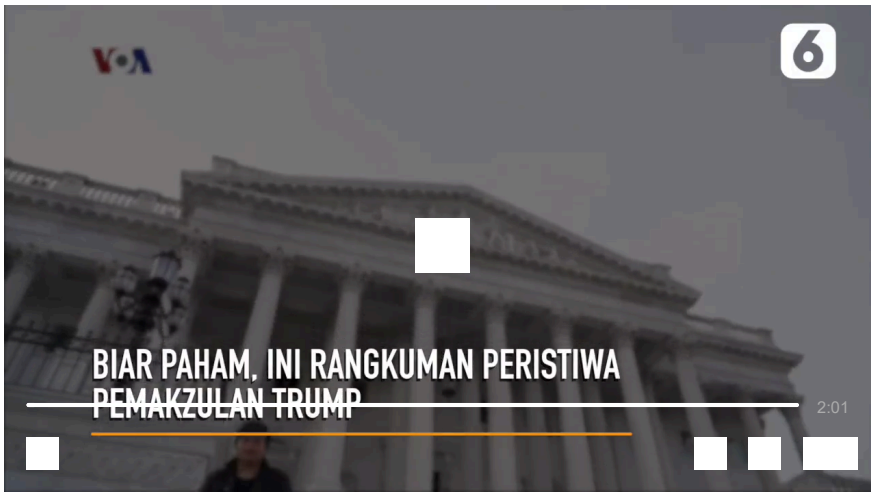 VOA
6
BIAR PAHAM, INI RANGKUMAN PERISTIWA
PEMAKZULAN TRUMP
2:01